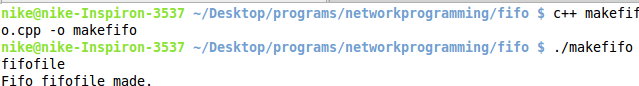 nike@nike-Inspiron-3537 ~/Desktop/programs/networkprogramming/fifo $ c++ makefif
o.cpp -o makefifo
nike@nike-Inspiron-3537 ~/Desktop/programs/networkprogramming/fifo $ ./makefifo
fifofile
Fifo fifofile made.